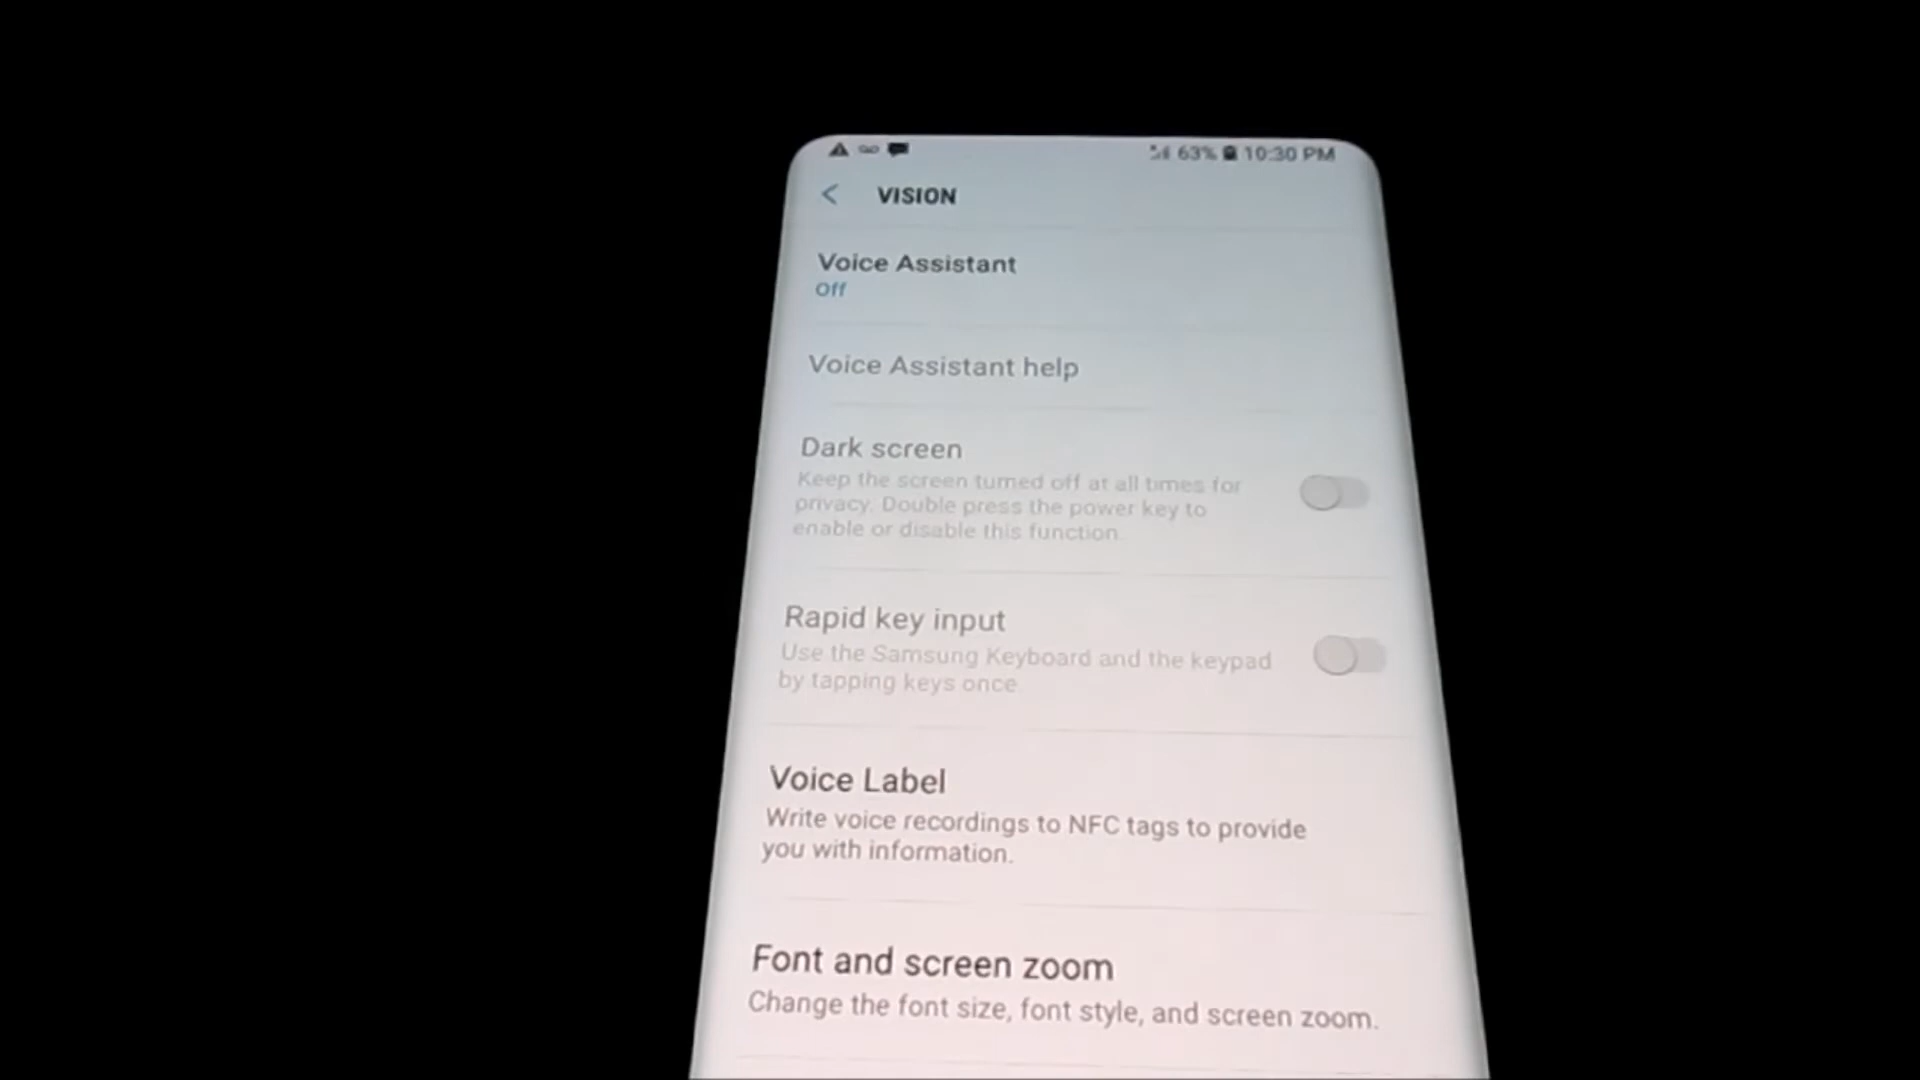 63% 10:30 PM
< VISION
Voice Assistant
Off
Voice Assistant help
Dark screen
Keep the screen turned off at all times for
privacy. Double press the power key to
enable or disable this function.
Rapid key input
Use the Samsung Keyboard and the keypad
by tapping keys once.
Voice Label
Write voice recordings to NFC tags to provide
you with information.
Font and screen zoom
Change the font size, font style, and screen zoom.